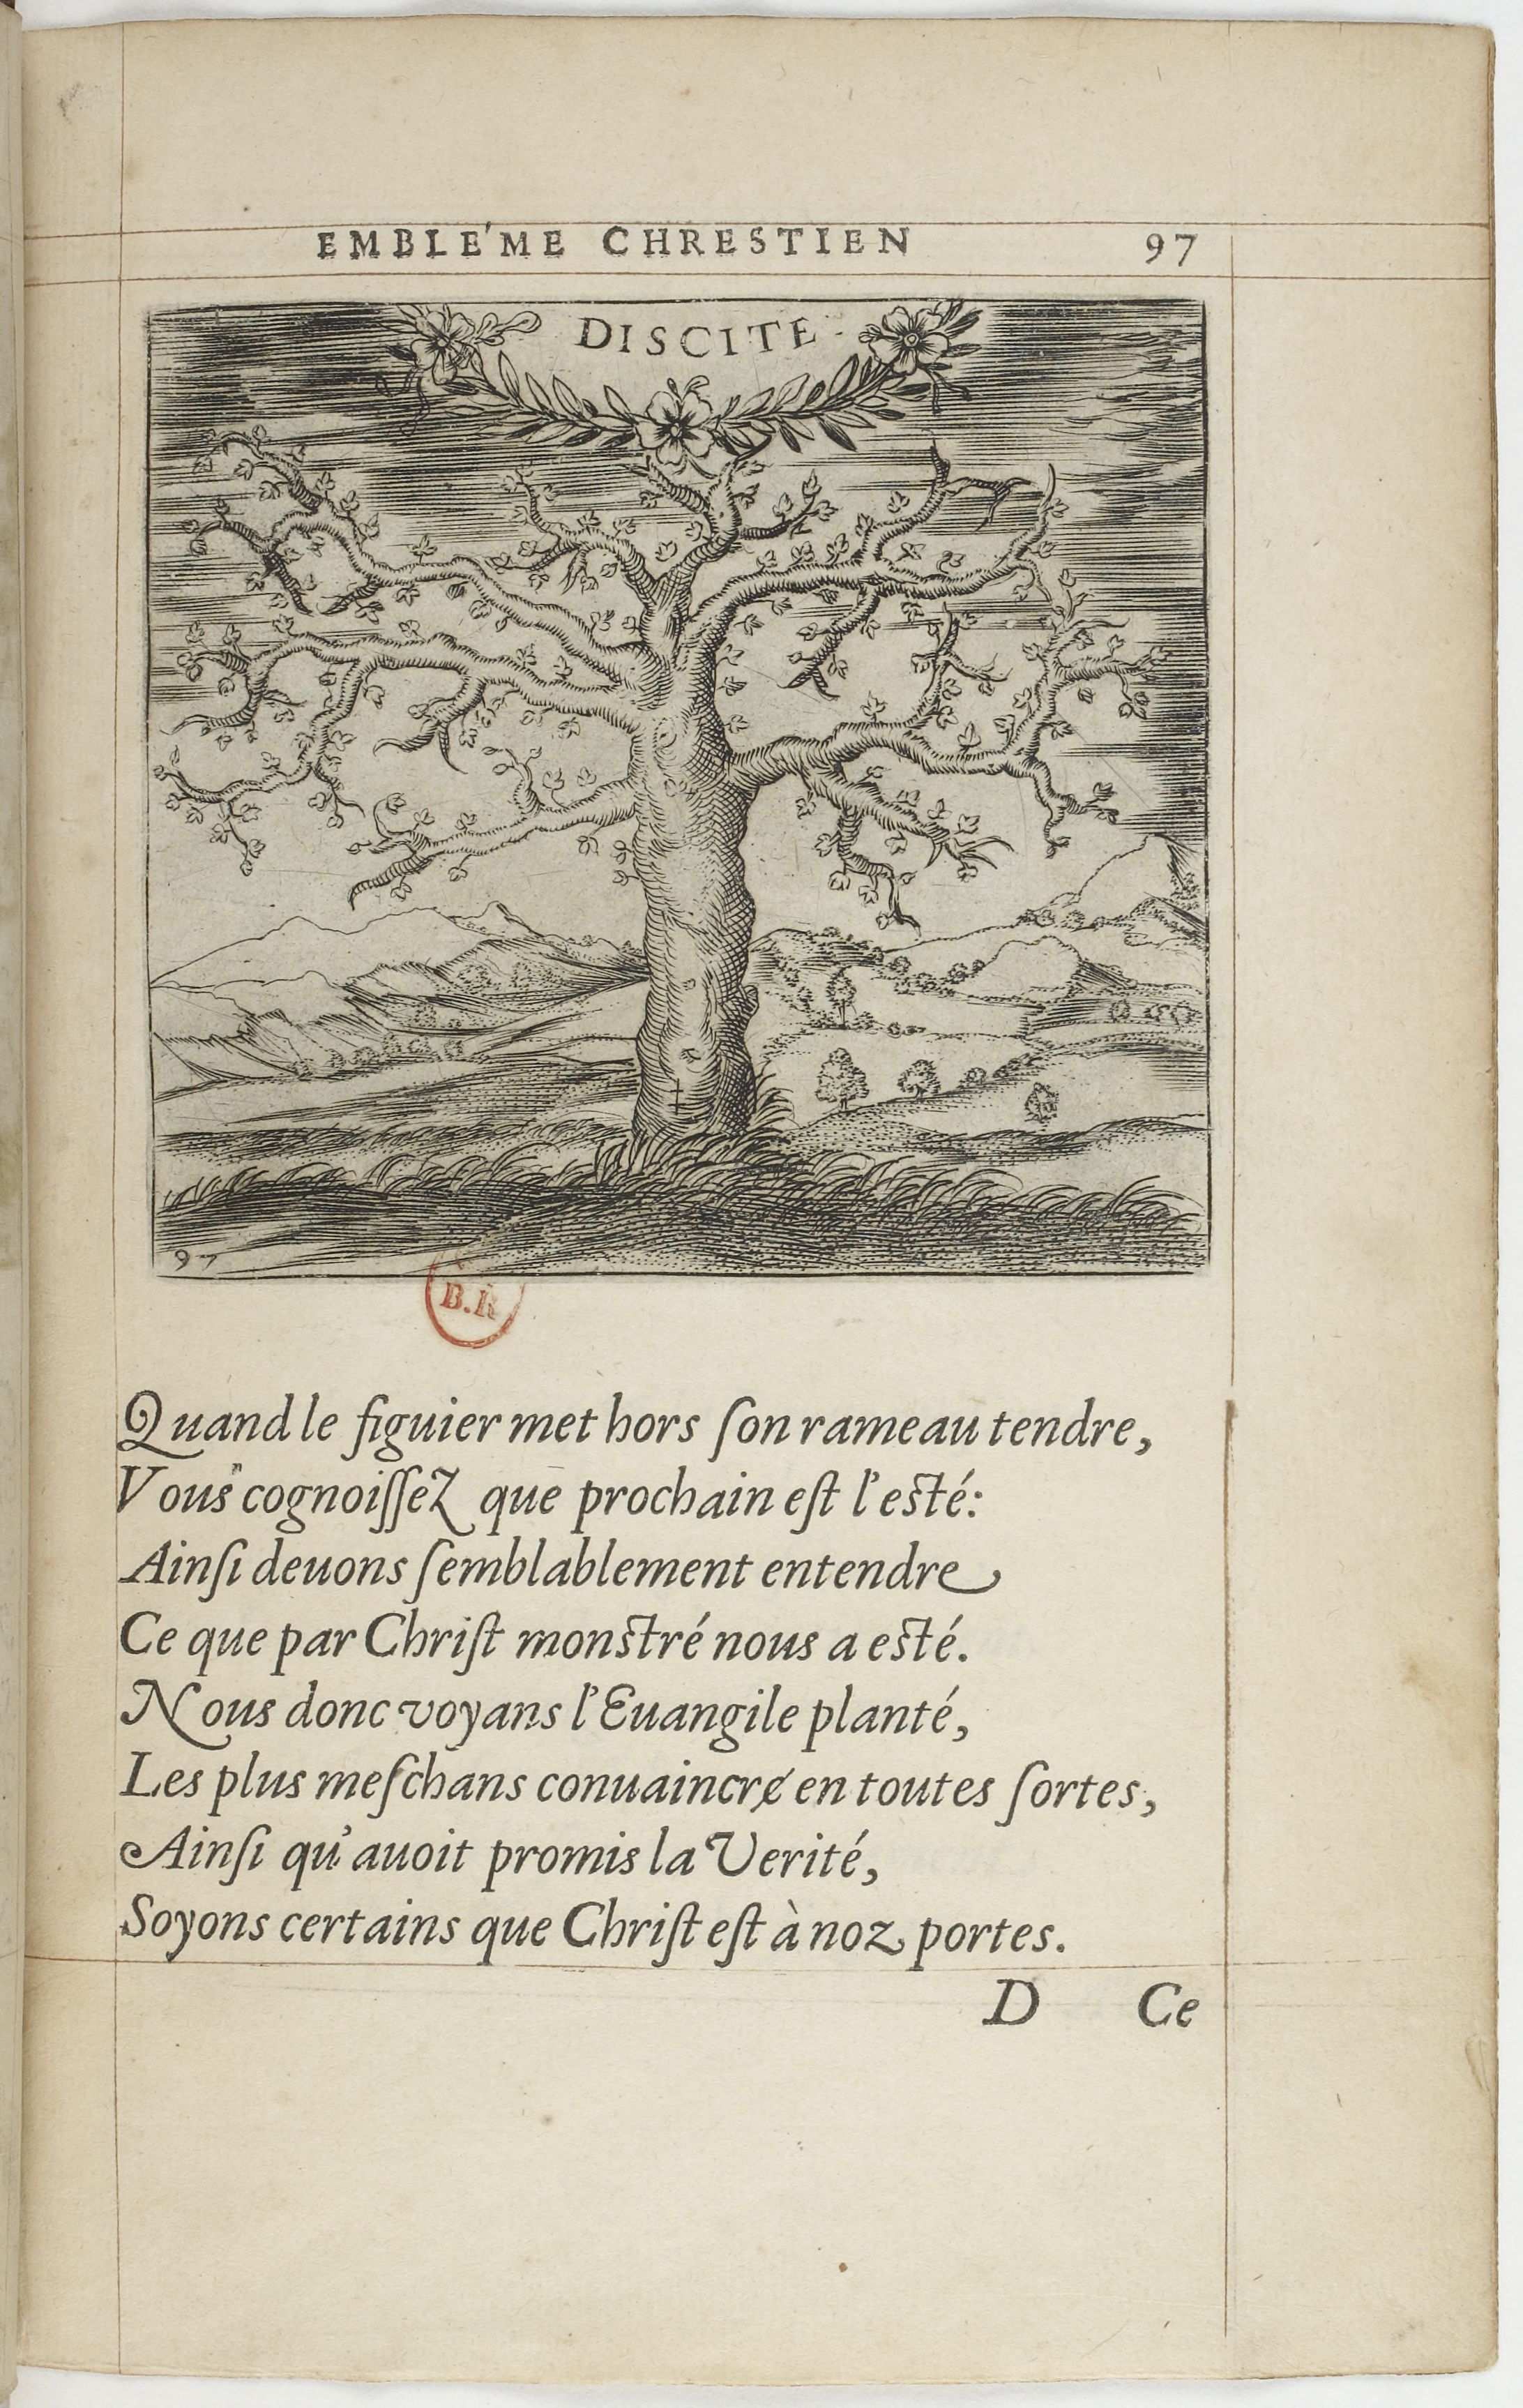 EMBLE'ME CHRESTIEN 97
DISCITE.
97
B.R
Quand le figuier met hors ſon rameau tendre,
Vous cognoiſſez que prochain eſt l'eſté:
Ainſi deuons ſemblablement entendre
Ce que par Chriſt monſtré nous a eſté.
Nous donc voyans l'Euangile planté,
Les plus meſchans conuaincre en toutes ſortes,
Ainſi qu'auoit promis la Verité,
Soyons certains que Chriſt eſt à noz portes.
D Ce